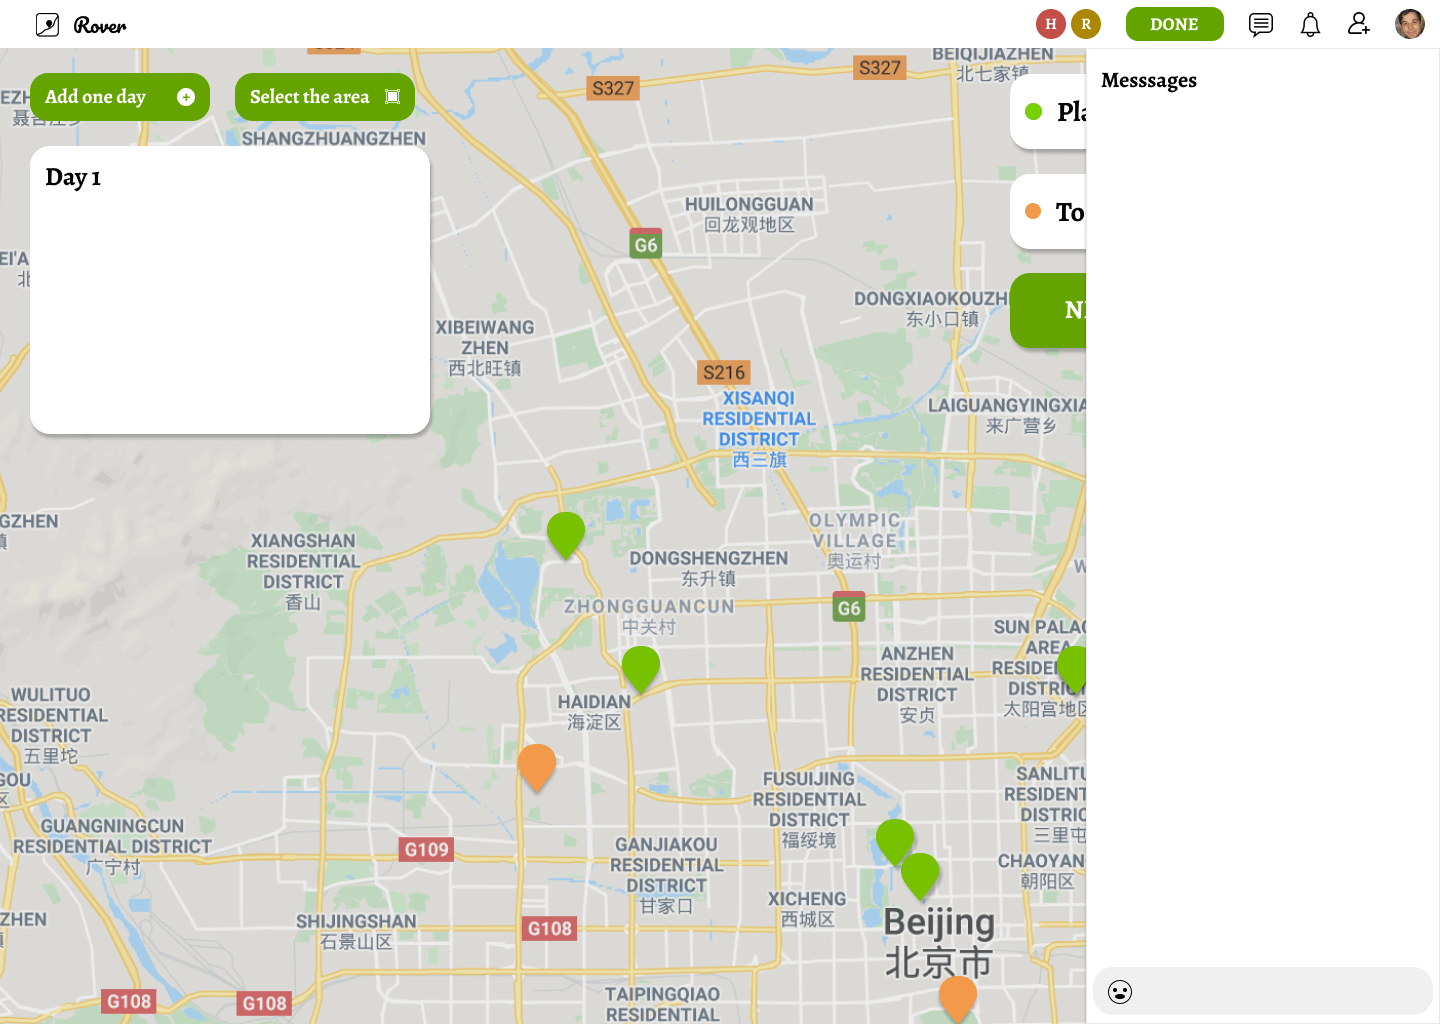 Rover
H
R
DONE
Add one day
Select the area
Day 1
Messsages
Pla
To
S327
S327
BEIQIJIAZHEN
北七家镇
SHANGZHUANGZHEN
HUILONGGUAN
回龙观地区
G6
DONGXIAOKOUZH
东小口镇
XIBEIWANG
ZHEN
西北旺镇
S216
XISANQI
RESIDENTIAL
DISTRICT
西三旗
LAIGUANGYINGXIA
来广营乡
GZHEN
镇
XIANGSHAN
RESIDENTIAL
DISTRICT
香山
OLYMPIC
VILLAGE
奥运村
DONGSHENGZHEN
东升镇
ZHONGGUANCUN
中关村
G6
SUN PALAC
AREA
RESIDE
DISTRIC
太阳宫地区
ANZHEN
RESIDENTIAL
DISTRICT
安贞
HAIDIAN
海淀区
WULITUO
RESIDENTIAL
DISTRICT
五里坨
GOU
区
FUSUIJING
RESIDENTIAL
DISTRICT
福绥境
SANLITU
RESIDENT
DISTRIC
三里屯
GUANGNINGCUN
RESIDENTIAL DISTRICT
广宁村
G109
GANJIAKOU
RESIDENTIAL
DISTRICT
甘家口
CHAOYAN
朝阳区
XICHENG
西城区
ZHEN
镇
SHIJINGSHAN
石景山区
G108
Beijing
北京市
G108
G108
TAIPINGQIAO
RESIDENTIAL